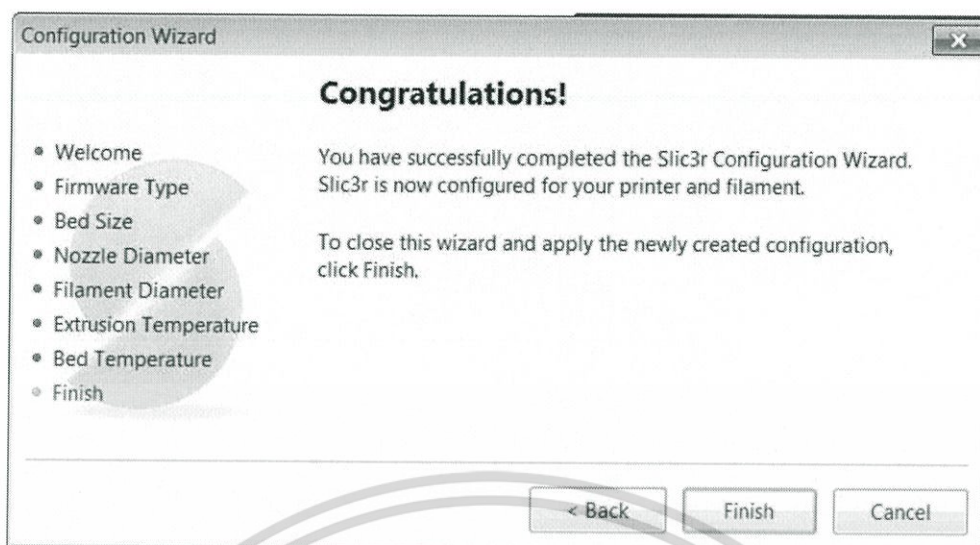 Configuration Wizard
Congratulations!
Welcome
Firmware Type
Bed Size
Nozzle Diameter
Filament Diameter
Extrusion Temperature
Bed Temperature
Finish
You have successfully completed the Slic3r Configuration Wizard.
Slic3r is now configured for your printer and filament.
To close this wizard and apply the newly created configuration,
click Finish.
< Back
Finish
Cancel